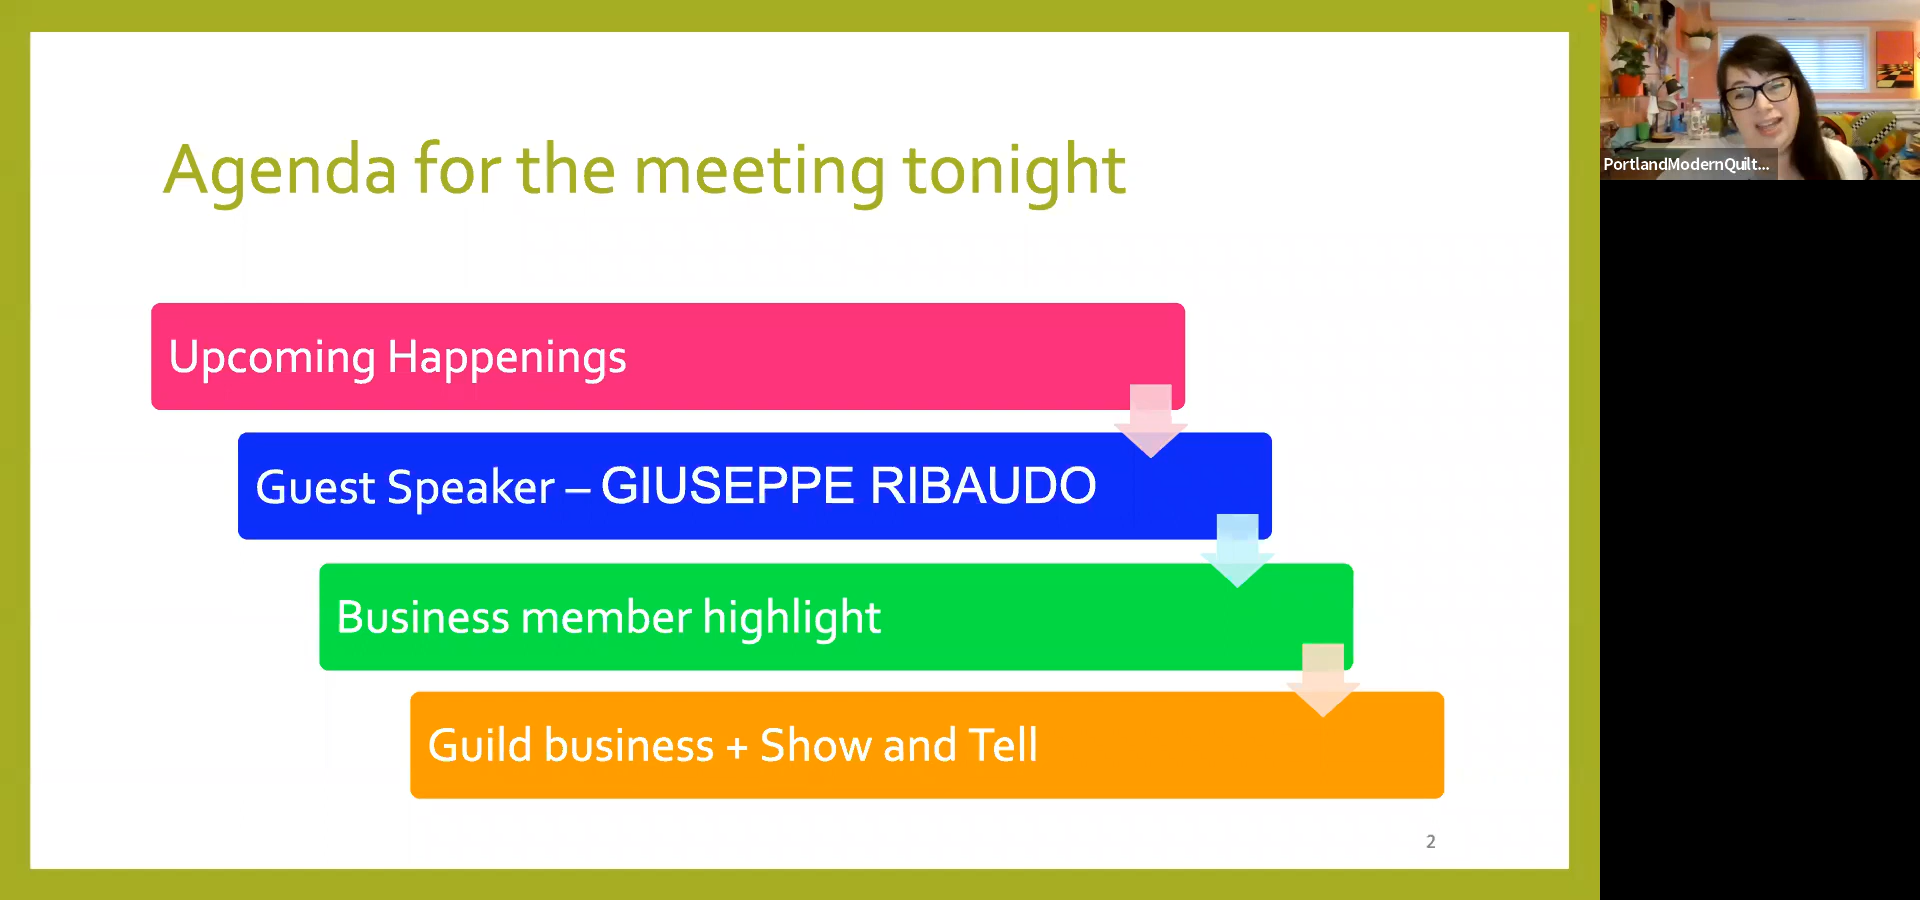 Agenda for the meeting tonight
Upcoming Happenings
Guest Speaker – GIUSEPPE RIBAUDO
Business member highlight
Guild business + Show and Tell
2
PortlandModernQuilt...